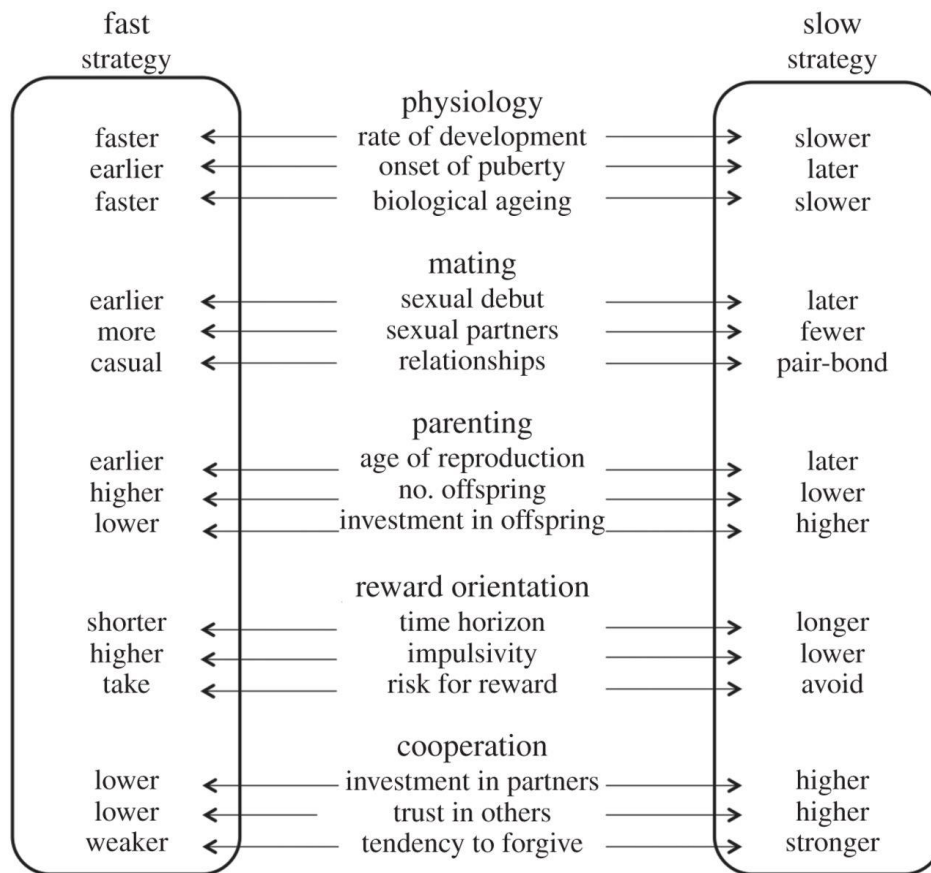 fast slow
strategy strategy
physiology
faster rate of development slower
earlier onset of puberty later
faster biological ageing slower
mating
earlier sexual debut later
more sexual partners fewer
casual relationships pair-bond
parenting
earlier age of reproduction later
higher no. offspring lower
lower investment in offspring higher
reward orientation
shorter time horizon longer
higher impulsivity lower
take risk for reward avoid
cooperation
lower investment in partners higher
lower trust in others higher
weaker tendency to forgive stronger